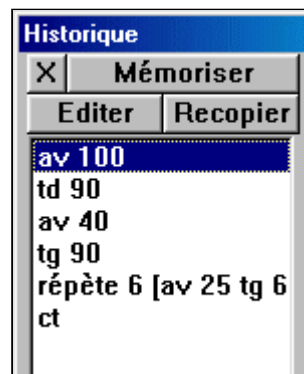 Historique
X Mémoriser
Editer Recopier
av 100
td 90
av 40
tg 90
répète 6 [av 25 tg 6
ct